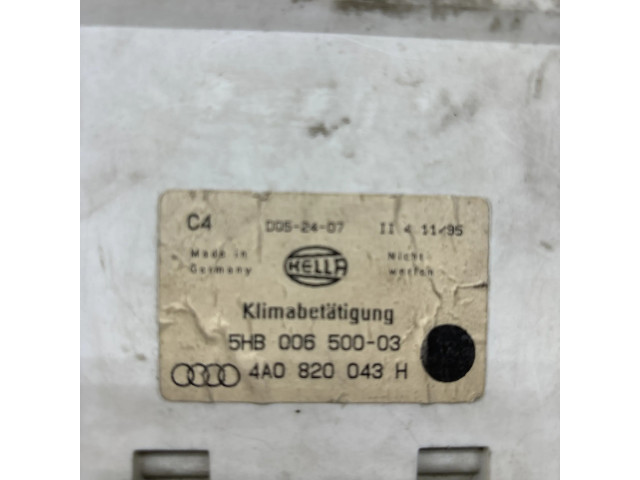 C4 D05-24-07 II 4 11/95
Made in Germany HELLA Nicht werfen
Klimabetätigung
5HB 006 500-03
4A0 820 043 H